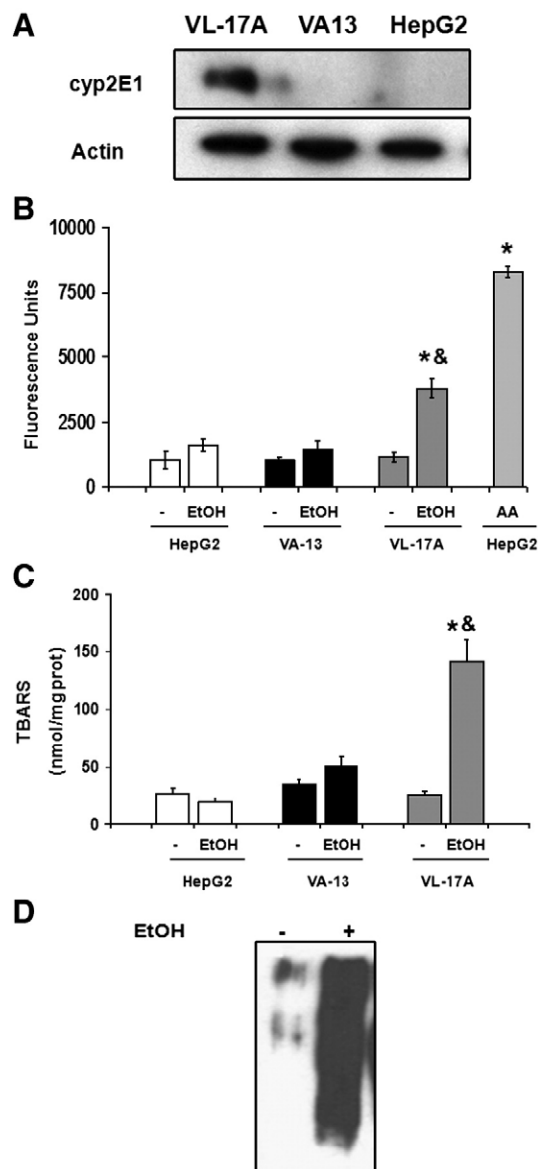 A
VL-17A VA13 HepG2
cyp2E1
Actin
B
Fluorescence Units
10000
7500
5000
2500
0
*&
*
- EtOH - EtOH - EtOH AA
HepG2 VA-13 VL-17A HepG2
C
TBARS
(nmol/mgprot)
200
150
100
50
0
*&
- EtOH - EtOH - EtOH
HepG2 VA-13 VL-17A
D
EtOH - +